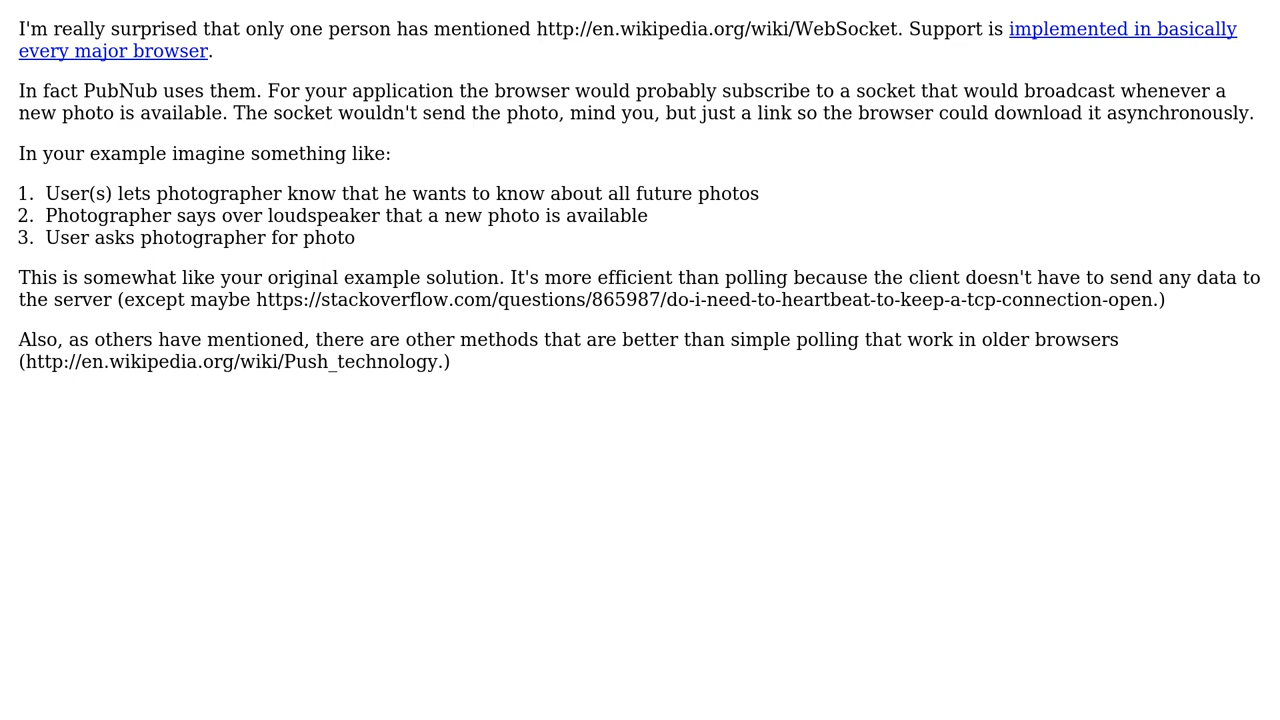 I'm really surprised that only one person has mentioned http://en.wikipedia.org/wiki/WebSocket. Support is implemented in basically
every major browser.
In fact PubNub uses them. For your application the browser would probably subscribe to a socket that would broadcast whenever a
new photo is available. The socket wouldn't send the photo, mind you, but just a link so the browser could download it asynchronously.
In your example imagine something like:
1. User(s) lets photographer know that he wants to know about all future photos
2. Photographer says over loudspeaker that a new photo is available
3. User asks photographer for photo
This is somewhat like your original example solution. It's more efficient than polling because the client doesn't have to send any data to
the server (except maybe https://stackoverflow.com/questions/865987/do-i-need-to-heartbeat-to-keep-a-tcp-connection-open.)
Also, as others have mentioned, there are other methods that are better than simple polling that work in older browsers
(http://en.wikipedia.org/wiki/Push_technology.)